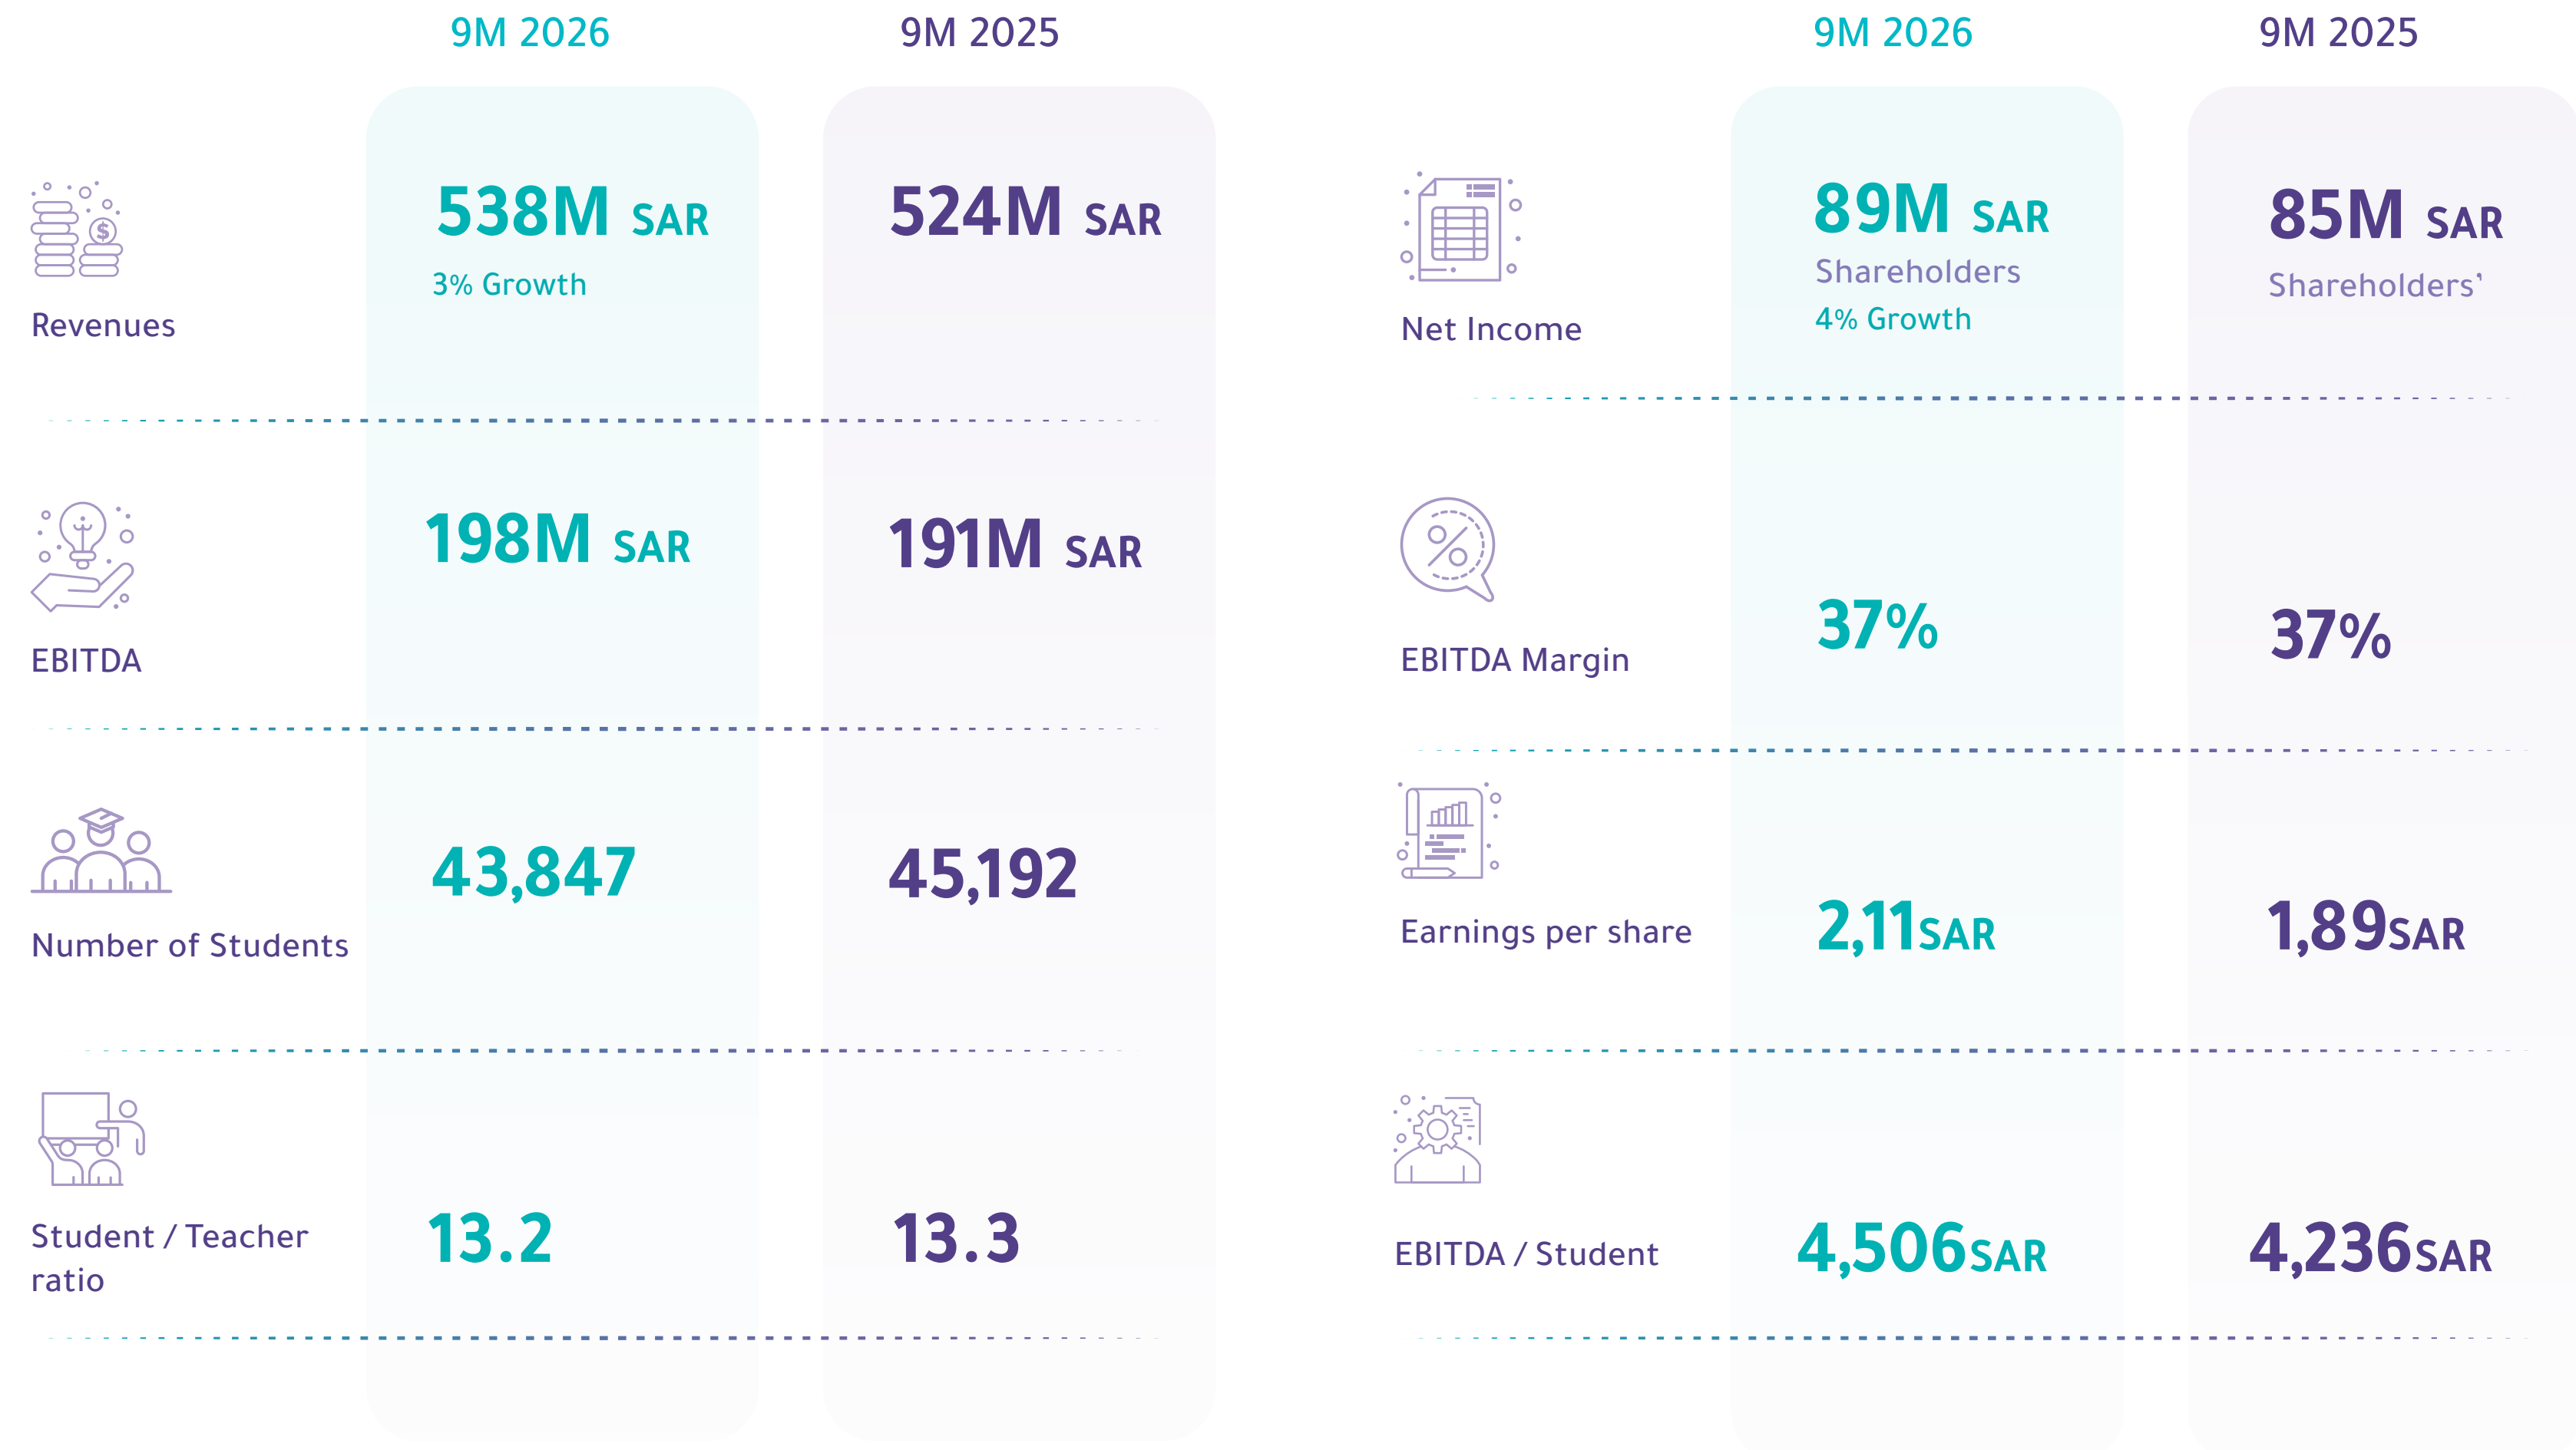 9M 2026
9M 2025
Revenues
538M SAR
3% Growth
524M SAR
EBITDA
198M SAR
191M SAR
Number of Students
43,847
45,192
Student / Teacher
ratio
13.2
13.3
9M 2026
9M 2025
Net Income
89M SAR
Shareholders
4% Growth
85M SAR
Shareholders’
EBITDA Margin
37%
37%
Earnings per share
2,11SAR
1,89SAR
EBITDA / Student
4,506SAR
4,236SAR